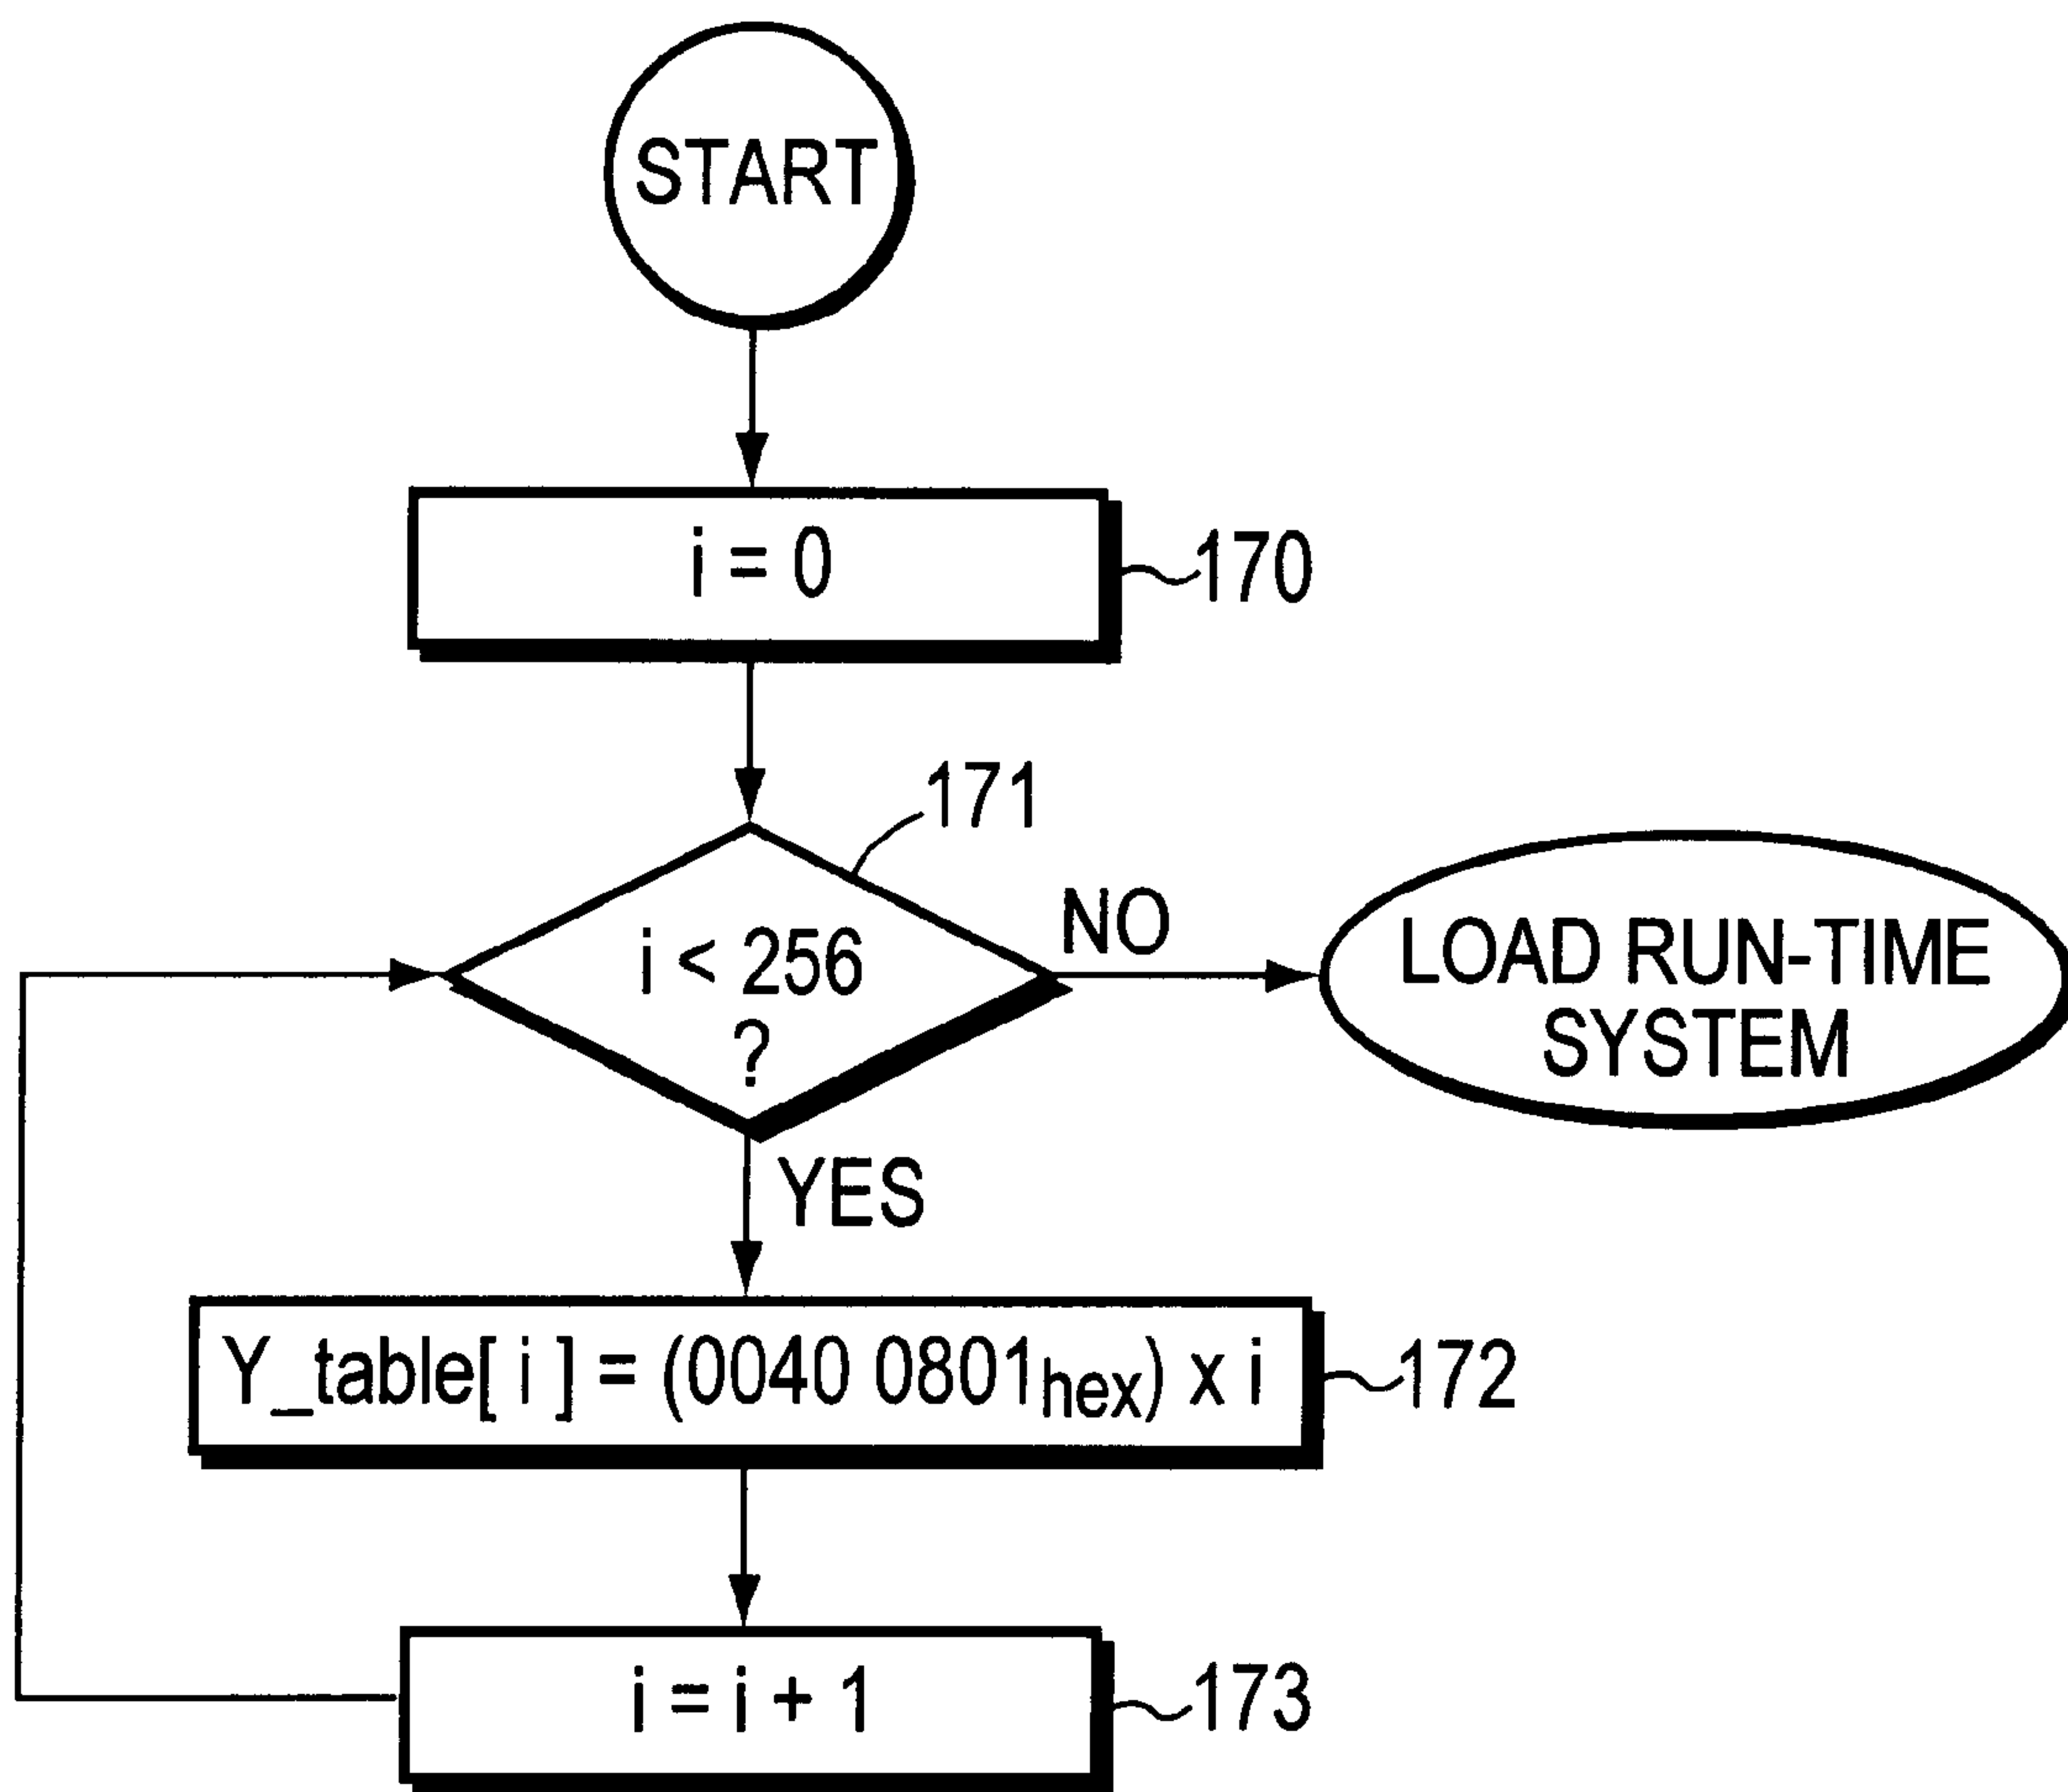 START
i = 0
170
171
i < 256
?
NO
LOAD RUN-TIME
SYSTEM
YES
Y_table[ i ] = (0040 0801hex) x i
172
i = i + 1
173